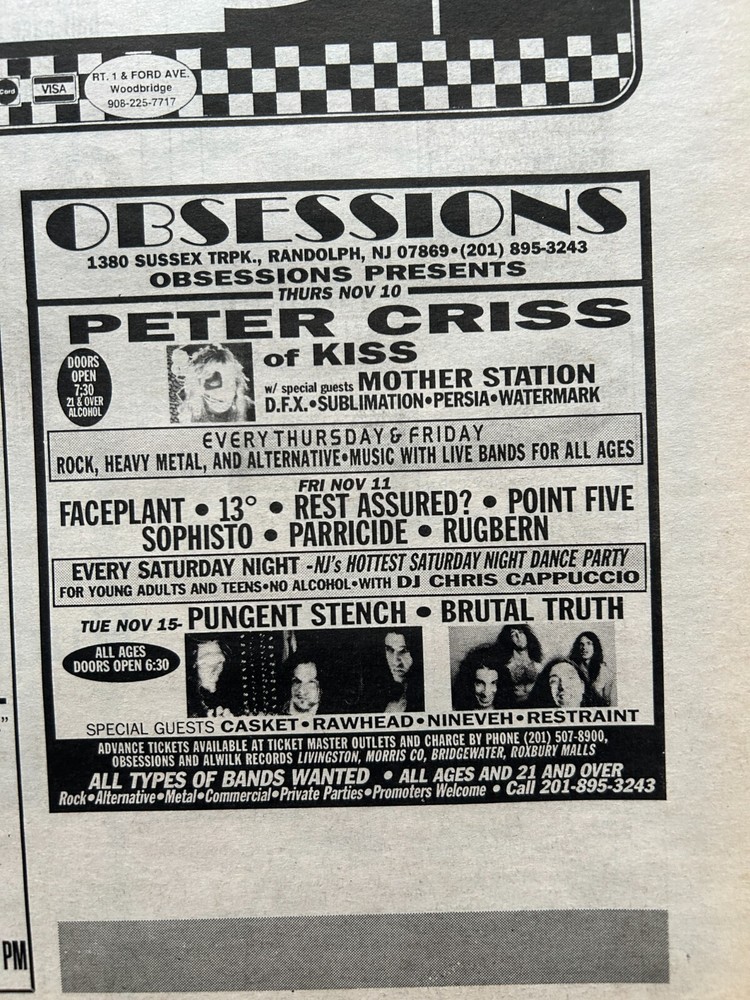 Card
VISA
RT. 1 & FORD AVE.
Woodbridge
908-225-7717
OBSESSIONS
1380 SUSSEX TRPK., RANDOLPH, NJ 07869•(201) 895-3243
OBSESSIONS PRESENTS
THURS NOV 10
PETER CRISS
of KISS
DOORS
OPEN
7;30
21 & OVER
ALCOHOL
w/ special guests MOTHER STATION
D.F.X.•SUBLIMATION•PERSIA•WATERMARK
EVERY THURSDAY & FRIDAY
ROCK, HEAVY METAL, AND ALTERNATIVE•MUSIC WITH LIVE BANDS FOR ALL AGES
FRI NOV 11
FACEPLANT • 13° • REST ASSURED? • POINT FIVE
SOPHISTO • PARRICIDE • RUGBERN
EVERY SATURDAY NIGHT -NJ's HOTTEST SATURDAY NIGHT DANCE PARTY
FOR YOUNG ADULTS AND TEENS•NO ALCOHOL•WITH DJ CHRIS CAPPUCCIO
TUE NOV 15- PUNGENT STENCH • BRUTAL TRUTH
ALL AGES
DOORS OPEN 6:30
SPECIAL GUESTS CASKET•RAWHEAD•NINEVEH•RESTRAINT
ADVANCE TICKETS AVAILABLE AT TICKET MASTER OUTLETS AND CHARGE BY PHONE (201) 507-8900,
OBSESSIONS AND ALWILK RECORDS LIVINGSTON, MORRIS CO, BRIDGEWATER, ROXBURY MALLS
ALL TYPES OF BANDS WANTED • ALL AGES AND 21 AND OVER
Rock•Alternative•Metal•Commercial•Private Parties•Promoters Welcome • Call 201-895-3243
PM